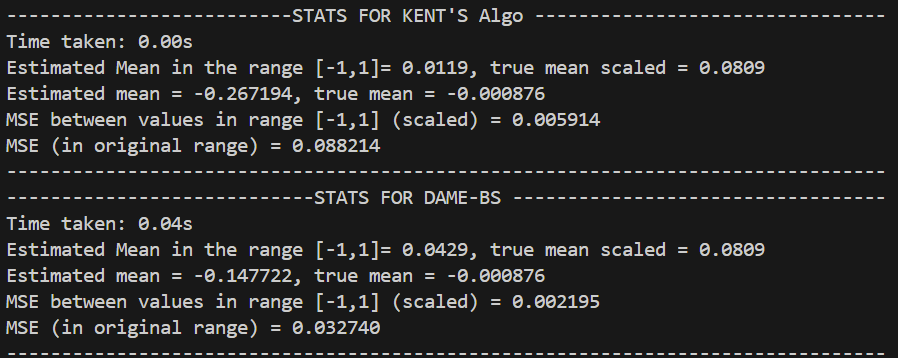 --------------------------STATS FOR KENT'S Algo --------------------------------
Time taken: 0.00s
Estimated Mean in the range [-1,1]= 0.0119, true mean scaled = 0.0809
Estimated mean = -0.267194, true mean = -0.000876
MSE between values in range [-1,1] (scaled) = 0.005914
MSE (in original range) = 0.088214
--------------------------------------------------------------------------------
----------------------------STATS FOR DAME-BS ----------------------------------
Time taken: 0.04s
Estimated Mean in the range [-1,1]= 0.0429, true mean scaled = 0.0809
Estimated mean = -0.147722, true mean = -0.000876
MSE between values in range [-1,1] (scaled) = 0.002195
MSE (in original range) = 0.032740
--------------------------------------------------------------------------------